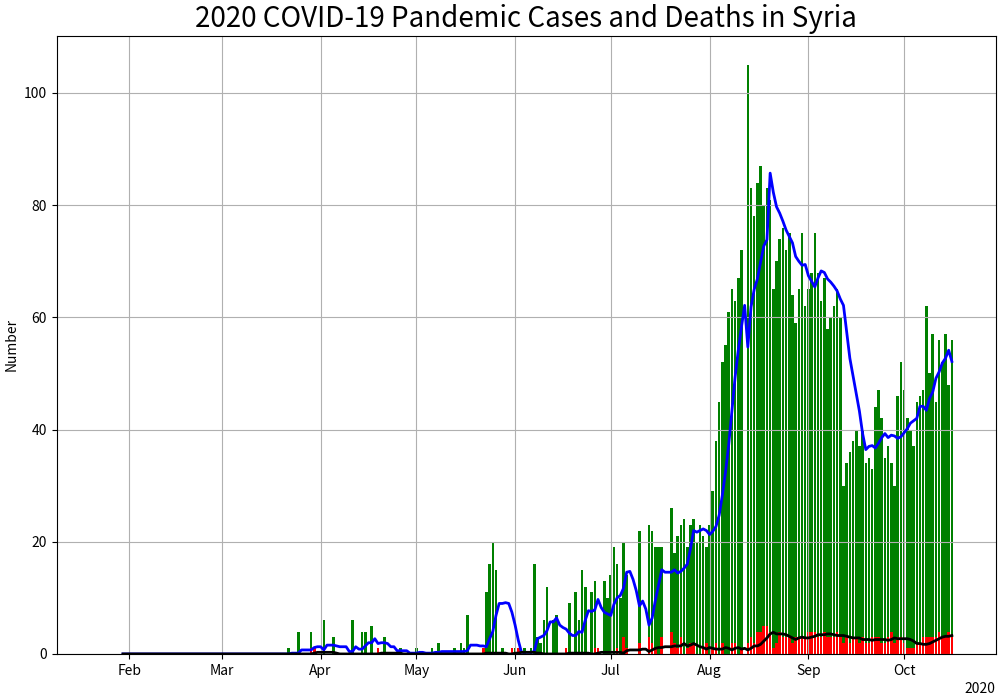 2020 COVID-19 Pandemic Cases and Deaths in Syria
Number
100
80
60
40
20
0
Feb Mar Apr May Jun Jul Aug Sep Oct
2020